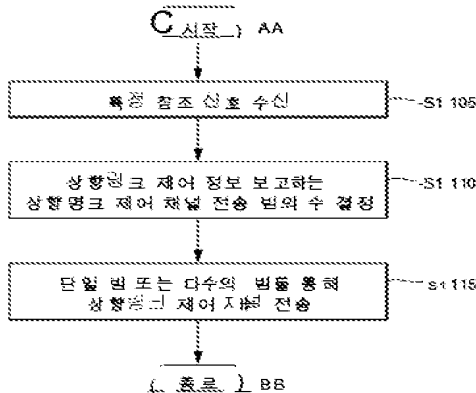 시작 AA
특정 참조 신호 수신 S1105
상향링크 제어 정보 보고하는 S1110
상향링크 제어 채널 전송 빔의 수 결정
단일 빔 또는 다수의 빔을 통해 S1115
상향링크 제어 채널 전송
종료 BB